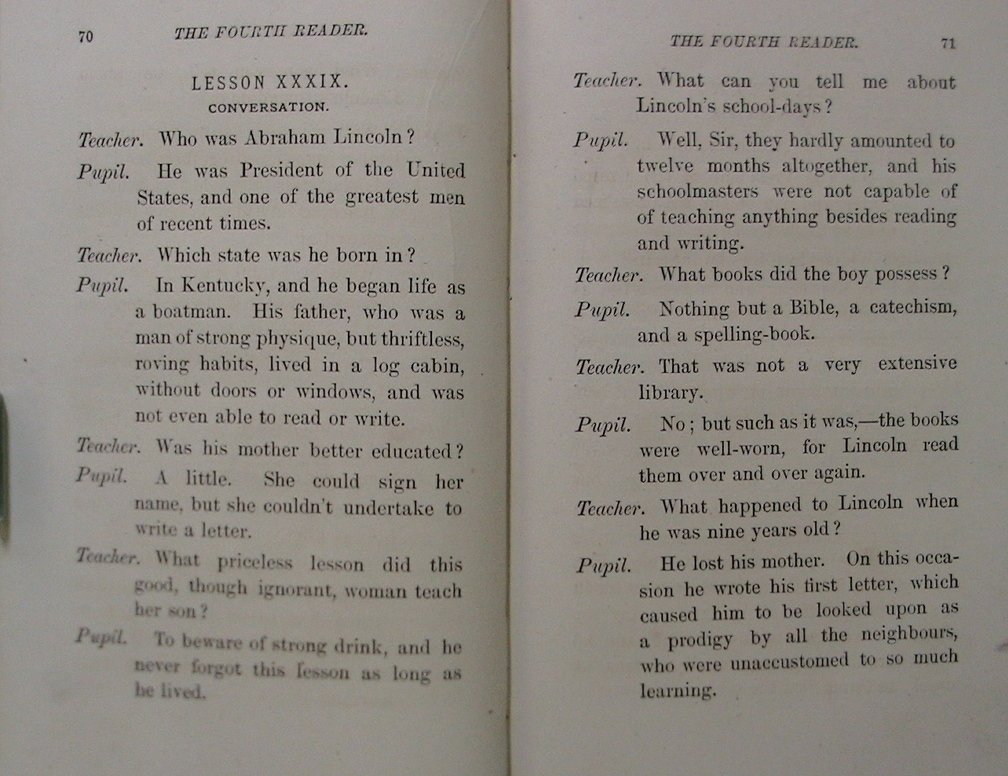 70 THE FOURTH READER.
LESSON XXXIX.
CONVERSATION.
Teacher. Who was Abraham Lincoln?
Pupil. He was President of the United
States, and one of the greatest men
of recent times.
Teacher. Which state was he born in?
Pupil. In Kentucky, and he began life as
a boatman. His father, who was a
man of strong physique, but thriftless,
roving habits, lived in a log cabin,
without doors or windows, and was
not even able to read or write.
Teacher. Was his mother better educated?
Pupil. A little. She could sign her
name, but she couldn't undertake to
write a letter.
Teacher. What priceless lesson did this
good, though ignorant, woman teach
her son?
Pupil. To beware of strong drink, and he
never forgot this lesson as long as
he lived.
THE FOURTH READER. 71
Teacher. What can you tell me about
Lincoln's school-days?
Pupil. Well, Sir, they hardly amounted to
twelve months altogether, and his
schoolmasters were not capable of
of teaching anything besides reading
and writing.
Teacher. What books did the boy possess?
Pupil. Nothing but a Bible, a catechism,
and a spelling-book.
Teacher. That was not a very extensive
library.
Pupil. No; but such as it was,—the books
were well-worn, for Lincoln read
them over and over again.
Teacher. What happened to Lincoln when
he was nine years old?
Pupil. He lost his mother. On this occa-
sion he wrote his first letter, which
caused him to be looked upon as
a prodigy by all the neighbours,
who were unaccustomed to so much
learning.